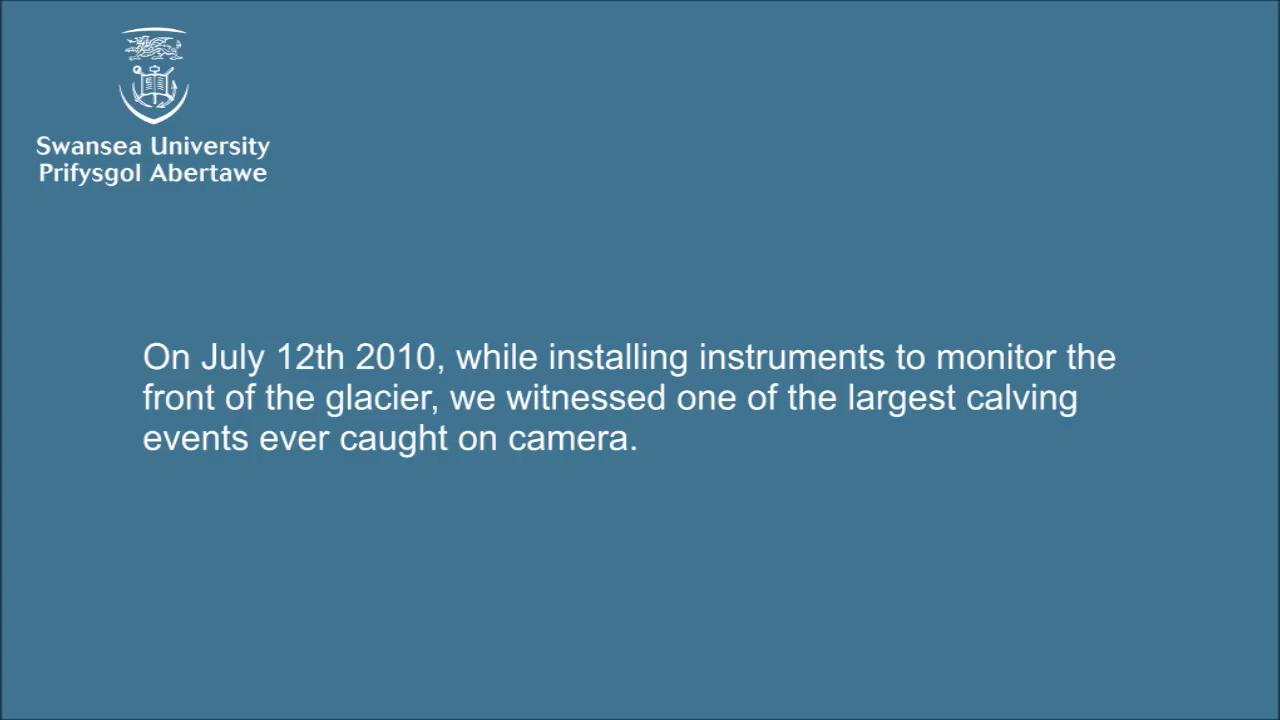 Swansea University
Prifysgol Abertawe
On July 12th 2010, while installing instruments to monitor the
front of the glacier, we witnessed one of the largest calving
events ever caught on camera.